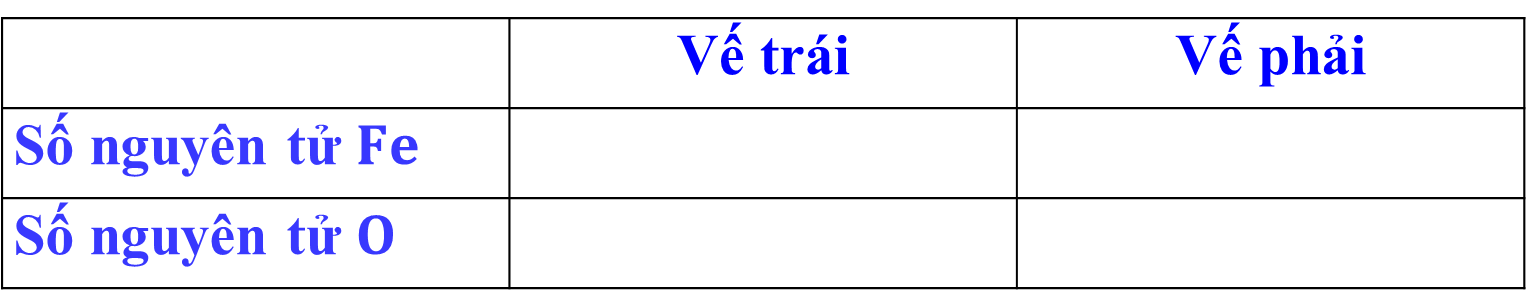 Vế trái Vế phải
Số nguyên tử Fe
Số nguyên tử O